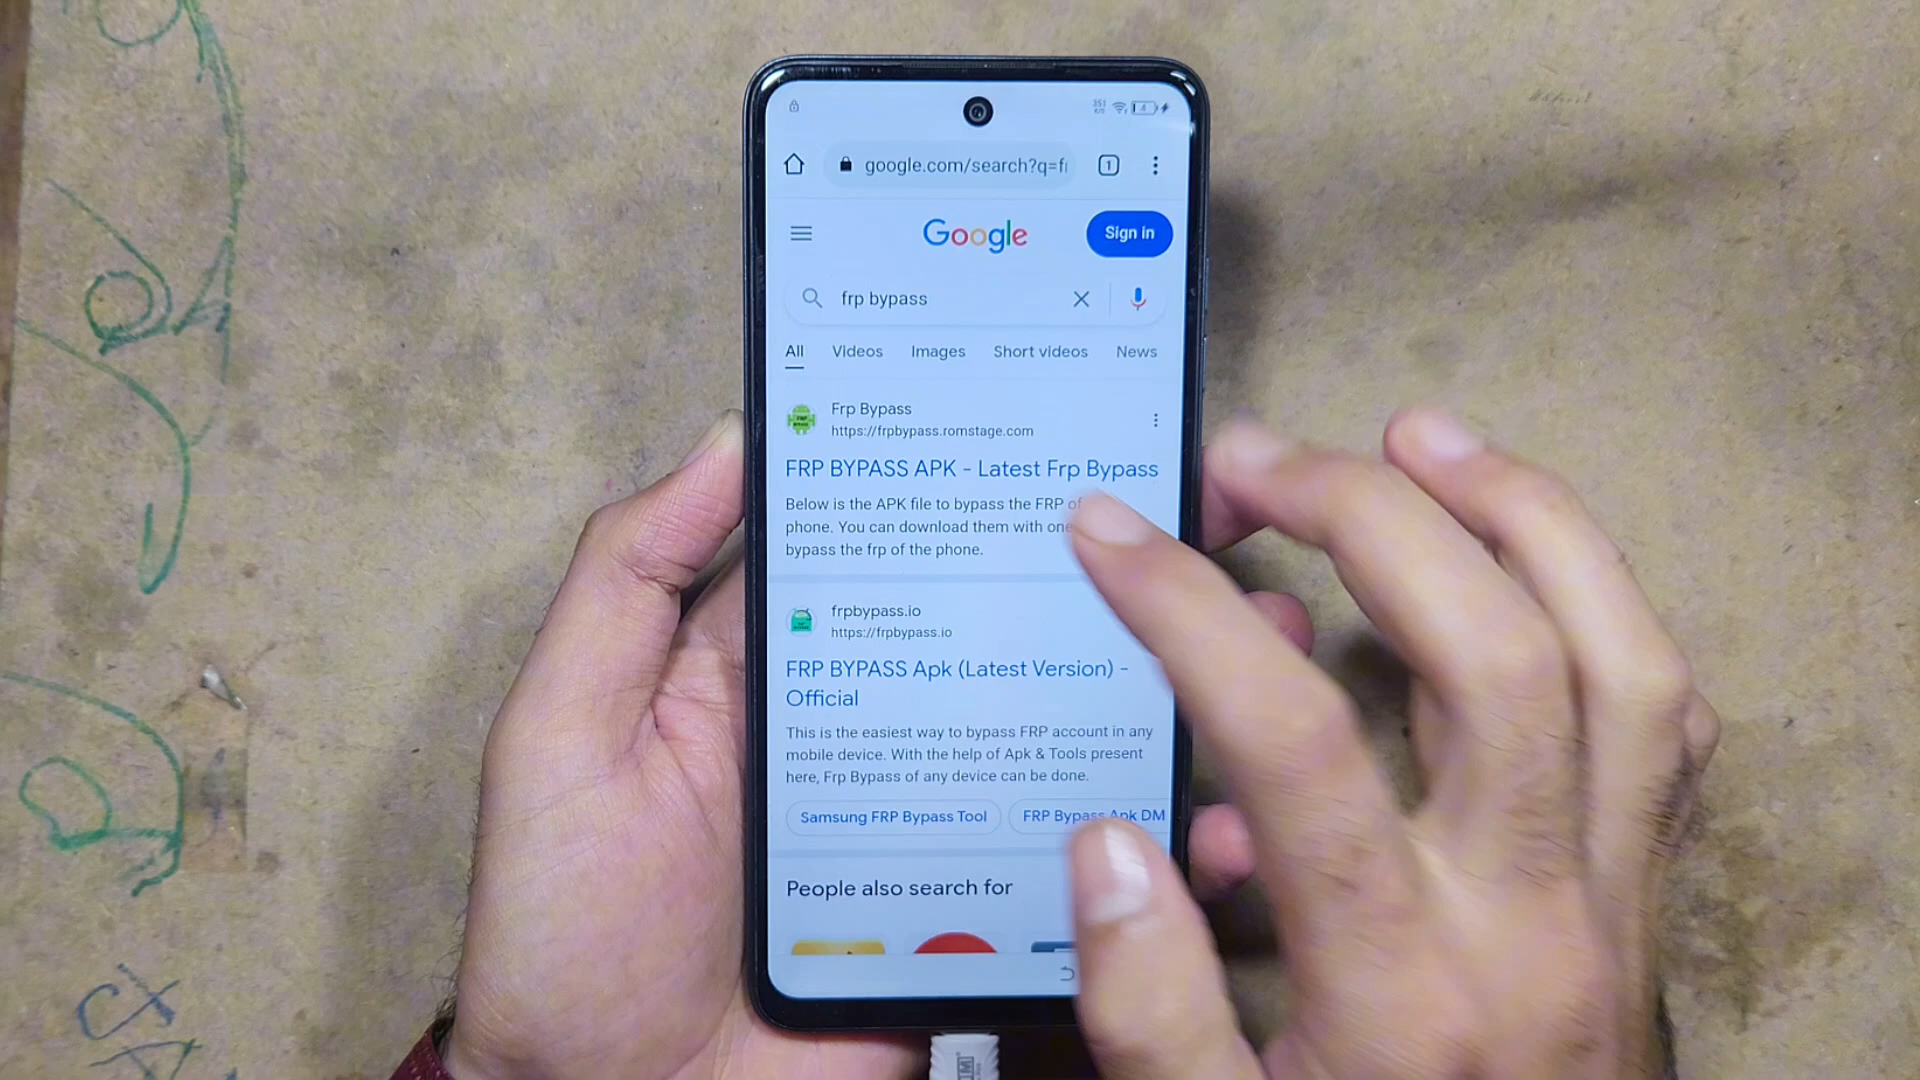 351
google.com/search?q=f
1
Google
Sign in
frp bypass
All Videos Images Short videos News
Frp Bypass
https://frpbypass.romstage.com
FRP BYPASS APK - Latest Frp Bypass
Below is the APK file to bypass the FRP of
phone. You can download them with one
bypass the frp of the phone.
frpbypass.io
https://frpbypass.io
FRP BYPASS Apk (Latest Version) -
Official
This is the easiest way to bypass FRP account in any
mobile device. With the help of Apk & Tools present
here, Frp Bypass of any device can be done.
Samsung FRP Bypass Tool FRP Bypass Apk DM
People also search for